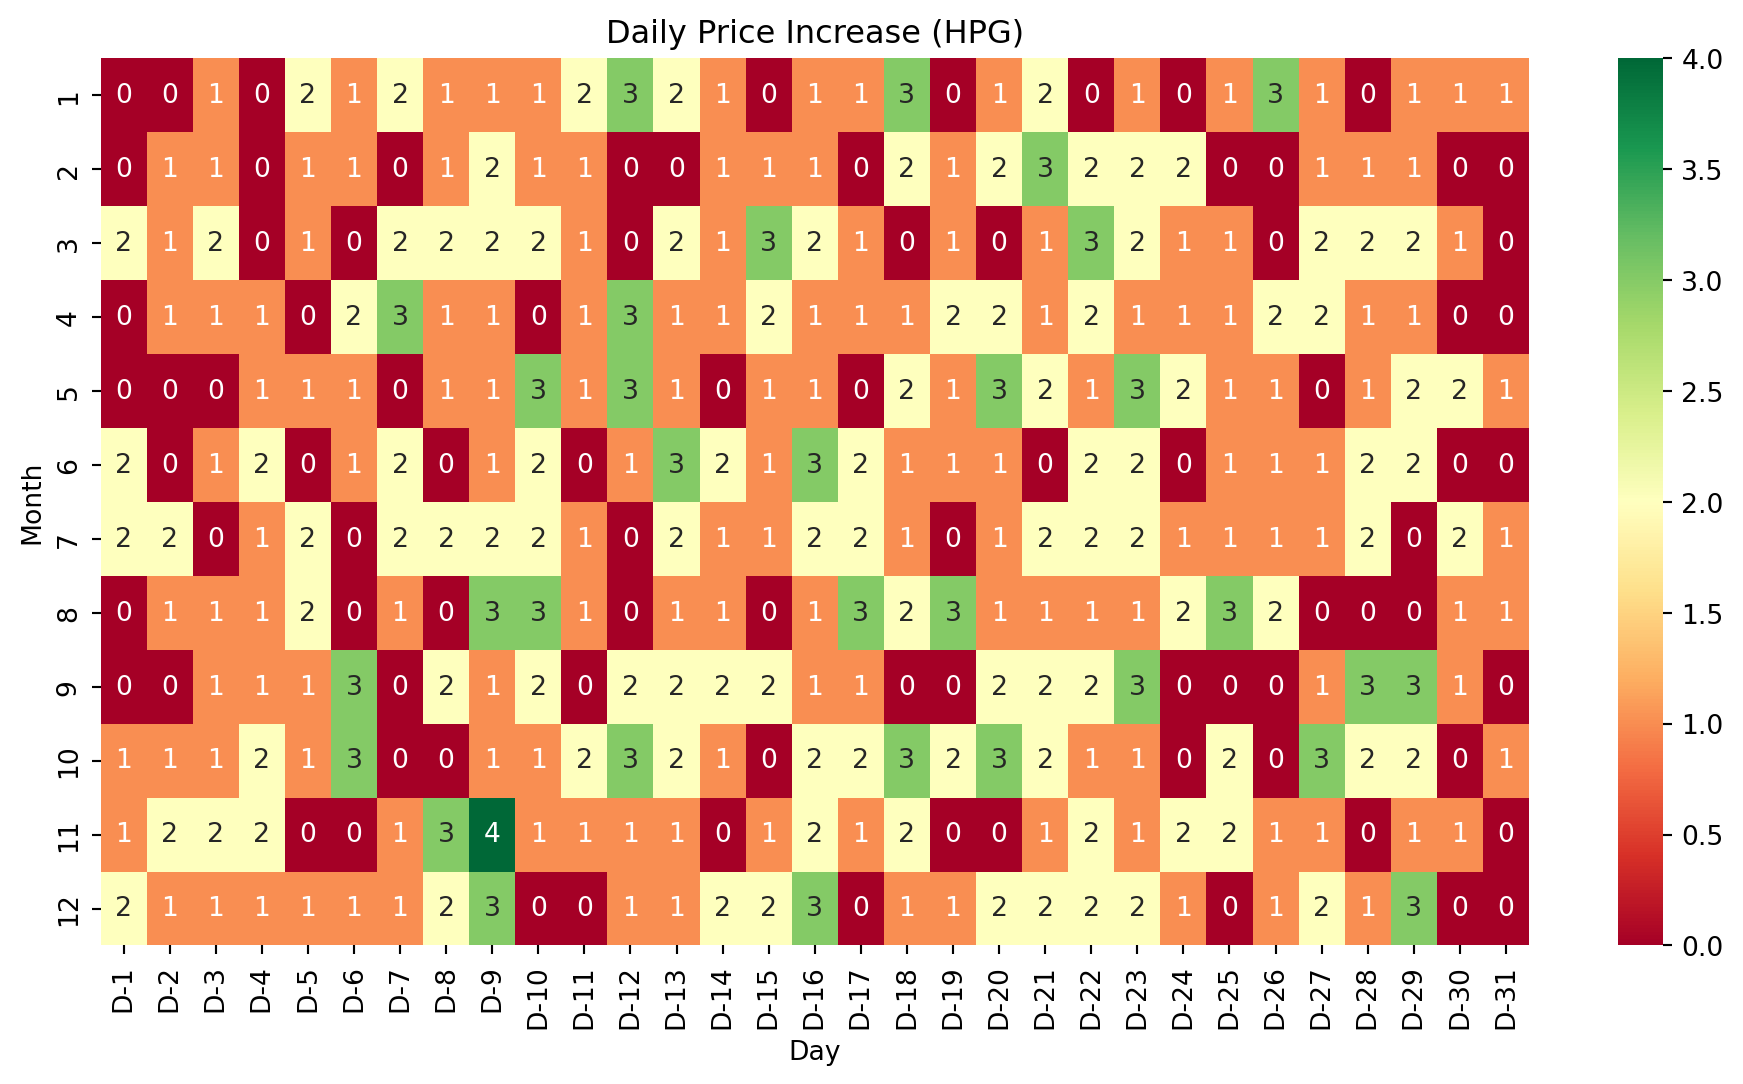 Daily Price Increase (HPG)
1 0 0 1 0 2 1 2 1 1 1 2 3 2 1 0 1 1 3 0 1 2 0 1 0 1 3 1 0 1 1 1
2 0 1 1 0 1 1 0 1 2 1 1 0 0 1 1 1 0 2 1 2 3 2 2 2 0 0 1 1 1 0 0
3 2 1 2 0 1 0 2 2 2 2 1 0 2 1 3 2 1 0 1 0 1 3 2 1 1 0 2 2 2 1 0
4 0 1 1 1 0 2 3 1 1 0 1 3 1 1 2 1 1 1 2 2 1 2 1 1 1 2 2 1 1 0 0
5 0 0 0 1 1 1 0 1 1 3 1 3 1 0 1 1 0 2 1 3 2 1 3 2 1 1 0 1 2 2 1
6 2 0 1 2 0 1 2 0 1 2 0 1 3 2 1 3 2 1 1 1 0 2 2 0 1 1 1 2 2 0 0
7 2 2 0 1 2 0 2 2 2 2 1 0 2 1 1 2 2 1 0 1 2 2 2 1 1 1 1 2 0 2 1
8 0 1 1 1 2 0 1 0 3 3 1 0 1 1 0 1 3 2 3 1 1 1 1 2 3 2 0 0 0 1 1
9 0 0 1 1 1 3 0 2 1 2 0 2 2 2 2 1 1 0 0 2 2 2 3 0 0 0 1 3 3 1 0
10 1 1 1 2 1 3 0 0 1 1 2 3 2 1 0 2 2 3 2 3 2 1 1 0 2 0 3 2 2 0 1
11 1 2 2 2 0 0 1 3 4 1 1 1 1 0 1 2 1 2 0 0 1 2 1 2 2 1 1 0 1 1 0
12 2 1 1 1 1 1 1 2 3 0 0 1 1 2 2 3 0 1 1 2 2 2 2 1 0 1 2 1 3 0 0
Month
D-1 D-2 D-3 D-4 D-5 D-6 D-7 D-8 D-9 D-10 D-11 D-12 D-13 D-14 D-15 D-16 D-17 D-18 D-19 D-20 D-21 D-22 D-23 D-24 D-25 D-26 D-27 D-28 D-29 D-30 D-31
Day
4.0
3.5
3.0
2.5
2.0
1.5
1.0
0.5
0.0